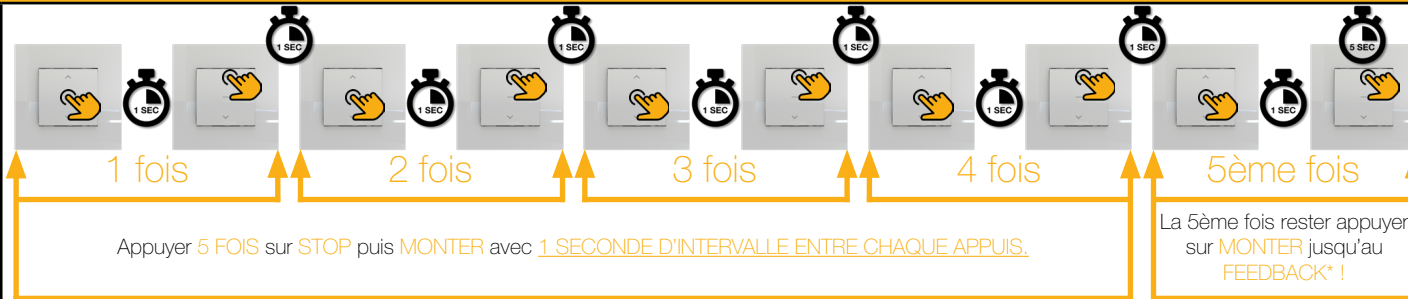 1 SEC 1 SEC 1 SEC 1 SEC 5 SEC
1 SEC 1 SEC 1 SEC 1 SEC 1 SEC
1 fois 2 fois 3 fois 4 fois 5ème fois
Appuyer 5 FOIS sur STOP puis MONTER avec 1 SECONDE D'INTERVALLE ENTRE CHAQUE APPUIS.
La 5ème fois rester appuyer
sur MONTER jusqu'au
FEEDBACK* !